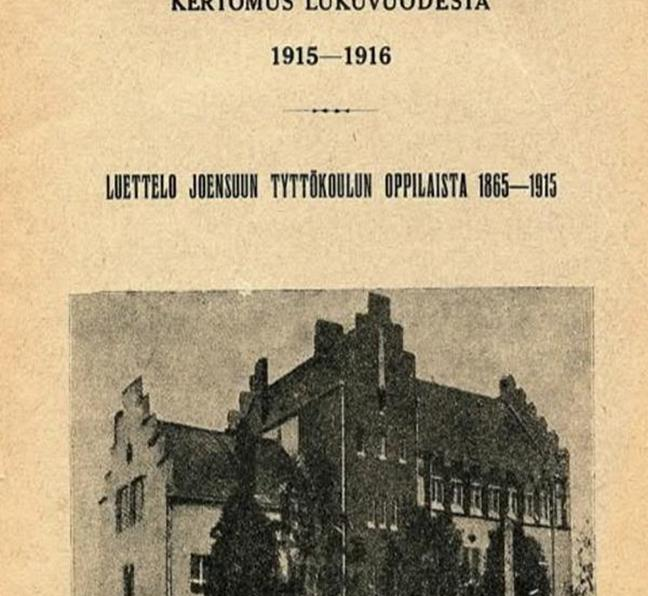 KERTOMUS LUKUVUODESTA
1915—1916
LUETTELO JOENSUUN TYTTÖKOULUN OPPILAISTA 1865—1915